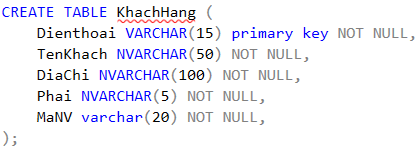 CREATE TABLE KhachHang (
    Dienthoai VARCHAR(15) primary key NOT NULL,
    TenKhach NVARCHAR(50) NOT NULL,
    DiaChi NVARCHAR(100) NOT NULL,
    Phai NVARCHAR(5) NOT NULL,
    MaNV varchar(20) NOT NULL,
);